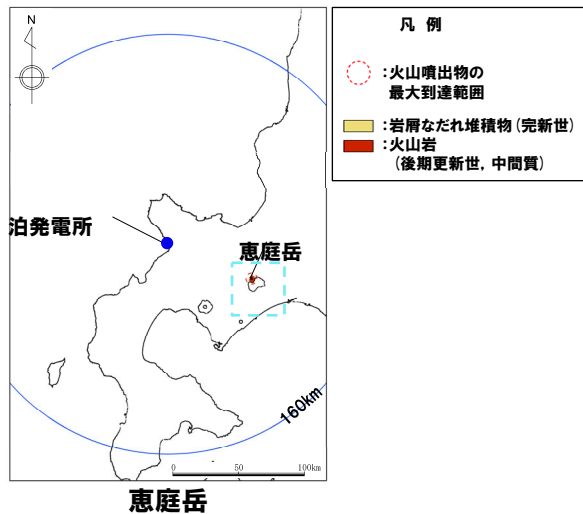 N
泊発電所
恵庭岳
160km
0 50 100km
恵庭岳
凡 例
:火山噴出物の
最大到達範囲
:岩屑なだれ堆積物(完新世)
:火山岩
(後期更新世,中間質)